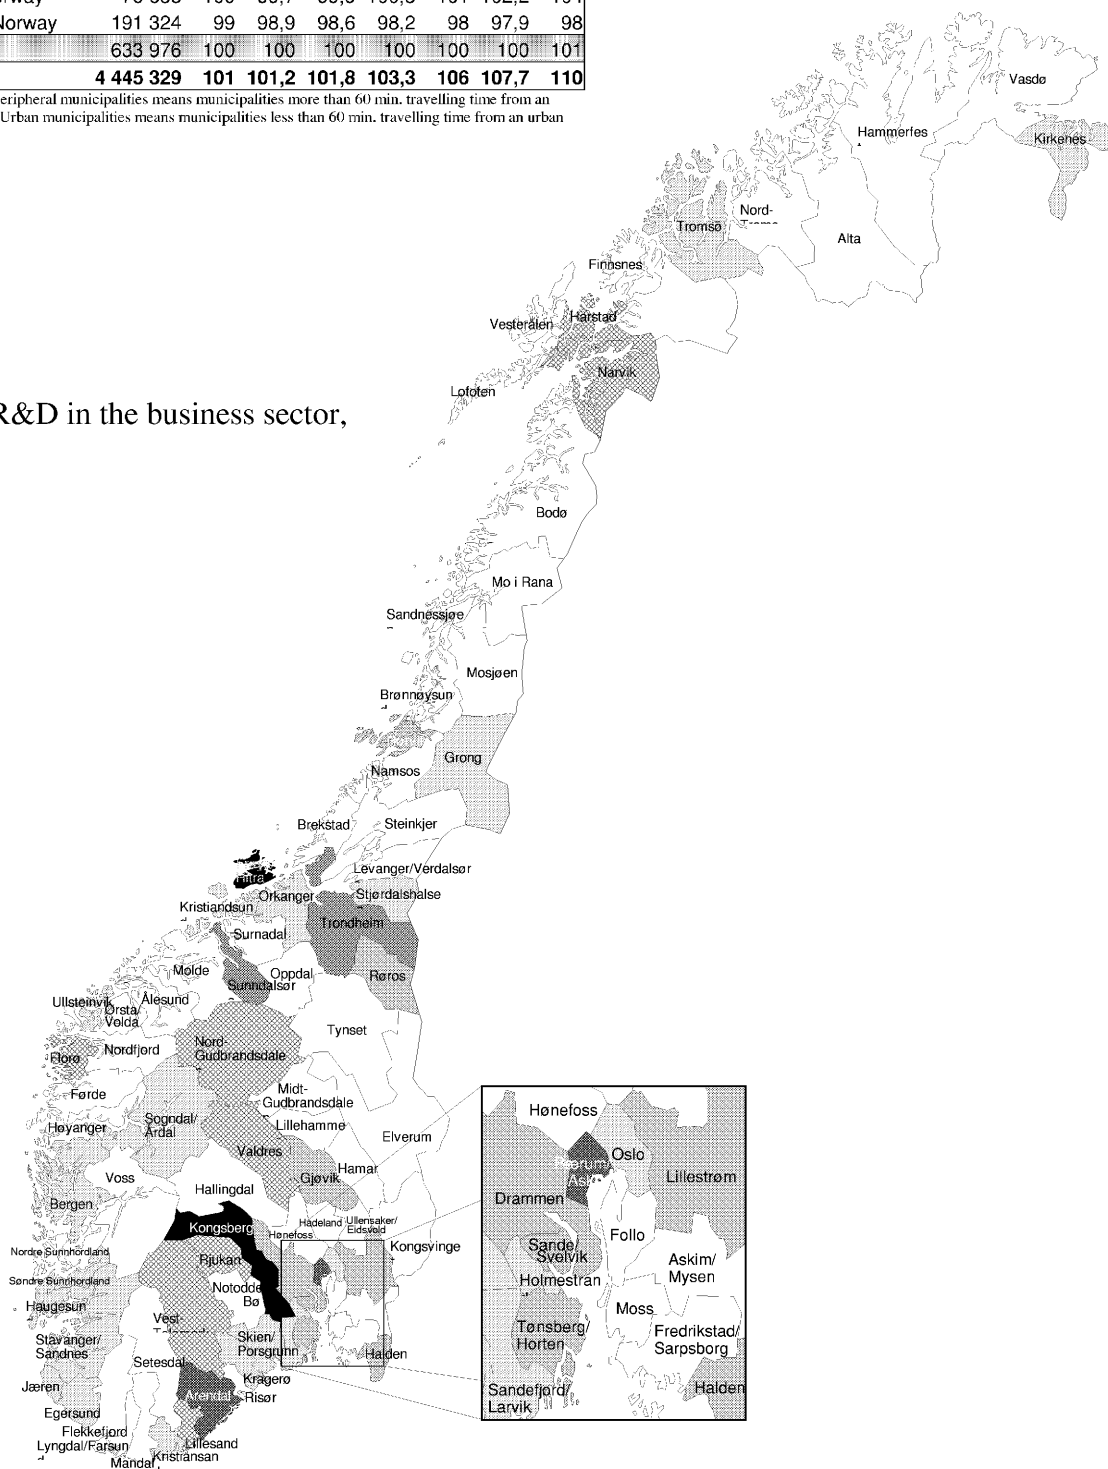 Norway 191 324 99 98,9 98,6 98,2 98 97,9 98
633 976 100 100 100 100 100 100 101
4 445 329 101 101,2 101,8 103,3 106 107,7 110
eripheral municipalities means municipalities more than 60 min. travelling time from an
Urban municipalities means municipalities less than 60 min. travelling time from an urban
R&D in the business sector,
Vasdø
Hammerfes
Kirkenes
Nord-
Tromsø
Alta
Finnsnes
Vesterålen
Harstad
Narvik
Lofoten
Bodø
Mo i Rana
Sandnessjøe
Mosjøen
Brønnøysun
d
Grong
Namsos
Brekstad
Steinkjer
Levanger/Verdalsør
Hitra
Orkanger
Stjørdalshalse
Kristiandsun
d
Trondheim
Surnadal
Molde
Oppdal
Røros
Sunndalsør
Ullsteinvik
Ålesund
Ørsta/
Volda
Tynset
Nordfjord
Nord-
Gudbrandsdale
Florø
Førde
Midt-
Gudbrandsdale
Høyanger
Sogndal/
Årdal
Lillehamme
Elverum
Valdres
Hamar
Voss
Gjøvik
Hallingdal
Bergen
Kongsberg
Hadeland
Ullensaker/
Eidsvold
Hønefoss
Kongsvinge
r
Nordre Sunnhordland
Rjukan
Søndre Sunnhordland
Notodde
Bø
Haugesun
Vest-
Stavanger/
Sandnes
Skien/
Porsgrunn
Halden
Setesdal
Kragerø
Jæren
Arendal
Risør
Egersund
Flekkefjord
Lyngdal/Farsun
d
Lillesand
Kristiansan
Mandal
Hønefoss
Oslo
Bærum/
Lillestrøm
Drammen
Follo
Sande/
Svelvik
Askim/
Mysen
Holmestran
d
Moss
Tønsberg/
Horten
Fredrikstad/
Sarpsborg
Sandefjord/
Larvik
Halden